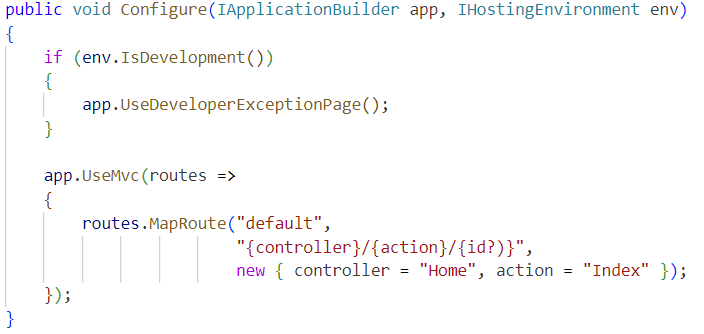 public void Configure(IApplicationBuilder app, IHostingEnvironment env)
{
    if (env.IsDevelopment())
    {
        app.UseDeveloperExceptionPage();
    }

    app.UseMvc(routes =>
    {
        routes.MapRoute("default",
                        "{controller}/{action}/{id?)}",
                        new { controller = "Home", action = "Index" });
    });
}